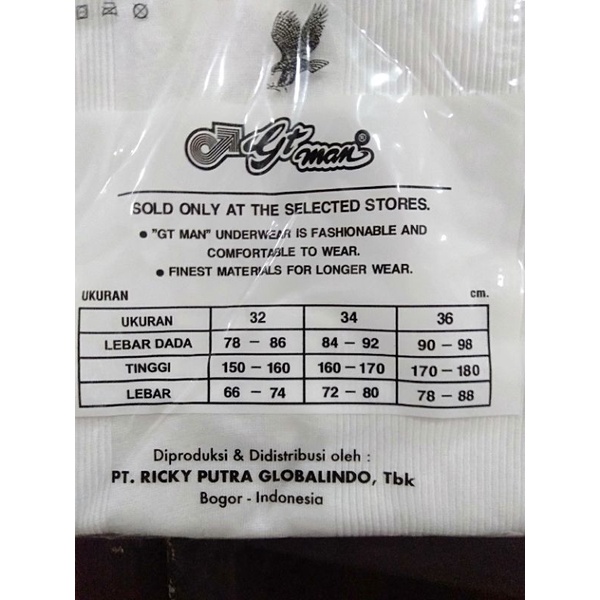 Gt man ®
SOLD ONLY AT THE SELECTED STORES.
• "GT MAN" UNDERWEAR IS FASHIONABLE AND
COMFORTABLE TO WEAR.
• FINEST MATERIALS FOR LONGER WEAR.
UKURAN cm.
UKURAN 32 34 36
LEBAR DADA 78 – 86 84 – 92 90 – 98
TINGGI 150 – 160 160 – 170 170 – 180
LEBAR 66 – 74 72 – 80 78 – 88
Diproduksi & Didistribusi oleh :
PT. RICKY PUTRA GLOBALINDO, Tbk
Bogor - Indonesia